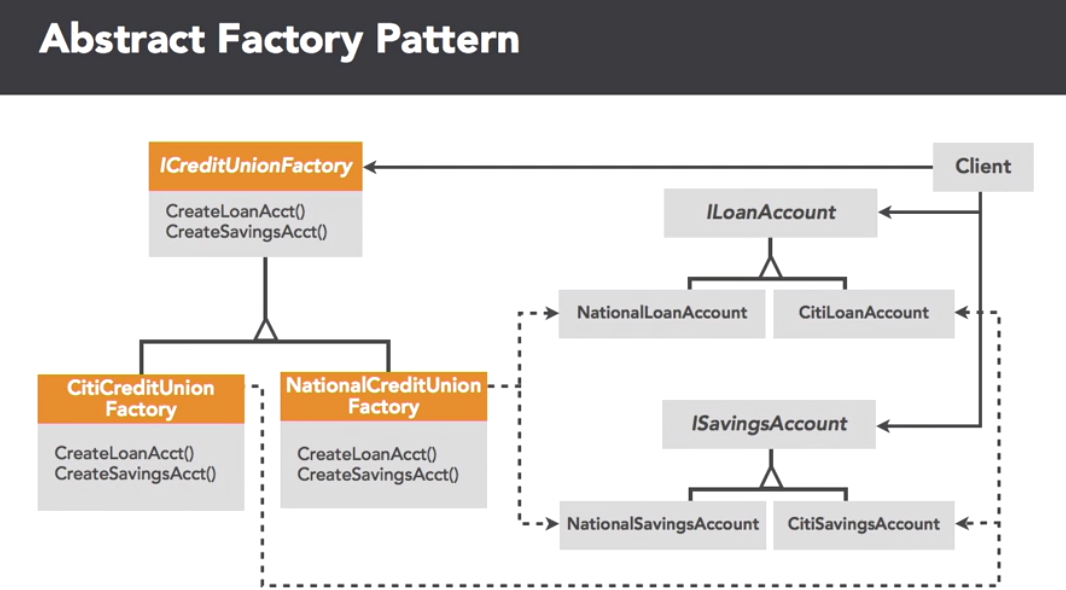 Abstract Factory Pattern
ICreditUnionFactory
CreateLoanAcct()
CreateSavingsAcct()
Client
ILoanAccount
NationalLoanAccount
CitiLoanAccount
CitiCreditUnion
Factory
CreateLoanAcct()
CreateSavingsAcct()
NationalCreditUnion
Factory
CreateLoanAcct()
CreateSavingsAcct()
ISavingsAccount
NationalSavingsAccount
CitiSavingsAccount